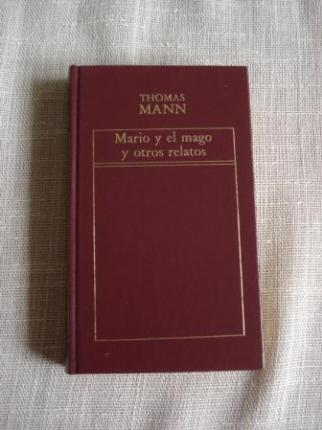 THOMAS
MANN
Mario y el mago
y otros relatos